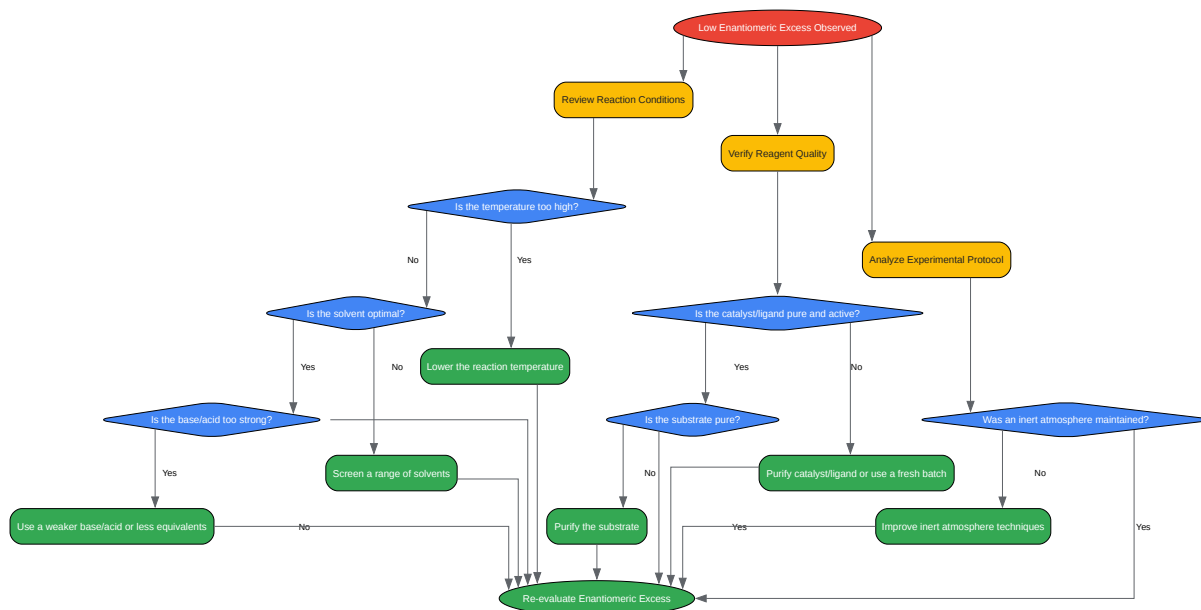 Low Enantiomeric Excess Observed
Review Reaction Conditions
Verify Reagent Quality
Is the temperature too high?
Analyze Experimental Protocol
No
Yes
Is the solvent optimal?
Is the catalyst/ligand pure and active?
Yes
No
Lower the reaction temperature
Yes
No
Is the base/acid too strong?
Is the substrate pure?
Was an inert atmosphere maintained?
Yes
Screen a range of solvents
No
Purify catalyst/ligand or use a fresh batch
No
Use a weaker base/acid or less equivalents
No
Purify the substrate
Yes
Improve inert atmosphere techniques
Yes
Re-evaluate Enantiomeric Excess